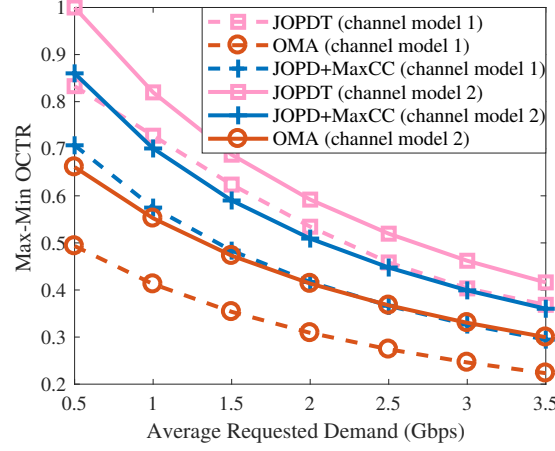 1
0.9
0.8
0.7
0.6
0.5
0.4
0.3
0.2
Max-Min OCTR
JOPDT (channel model 1)
OMA (channel model 1)
JOPD+MaxCC (channel model 1)
JOPDT (channel model 2)
JOPD+MaxCC (channel model 2)
OMA (channel model 2)
0.5 1 1.5 2 2.5 3 3.5
Average Requested Demand (Gbps)